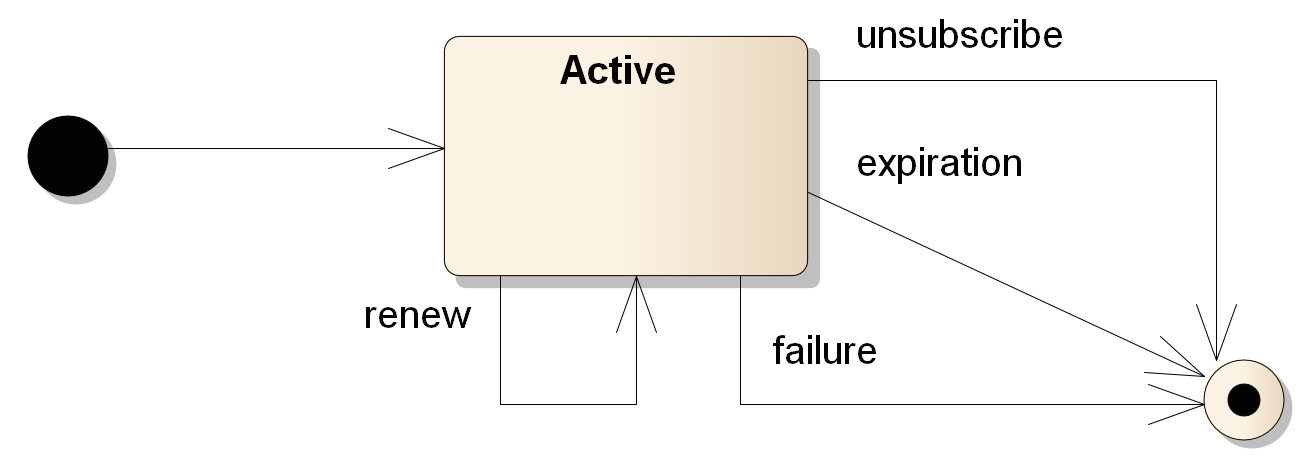 unsubscribe
Active
expiration
renew
failure